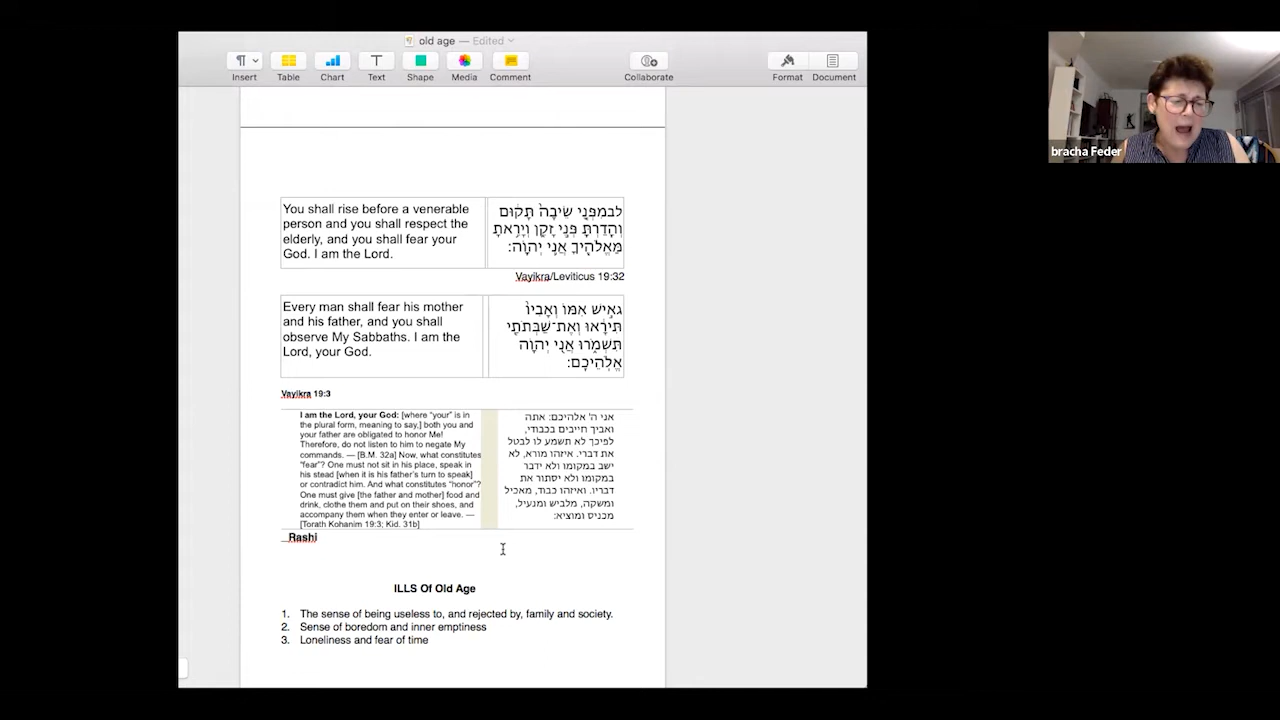 old age — Edited
Insert
Table
Chart
Text
Shape
Media
Comment
Collaborate
Format
Document
bracha Feder
You shall rise before a venerable
person and you shall respect the
elderly, and you shall fear your
God. I am the Lord.
לבמִפְּנֵ֤י שֵׂיבָה֙ תָּק֔וּם
וְהָֽדַרְתָּ֖ פְּנֵ֣י זָקֵ֑ן וְיָרֵ֥אתָ
מֵּֽאֱלֹהֶ֖יךָ אֲנִ֥י יְהֹוָֽה:
Vayikra/Leviticus 19:32
Every man shall fear his mother
and his father, and you shall
observe My Sabbaths. I am the
Lord, your God.
גאִ֣ישׁ אִמּ֤וֹ וְאָבִיו֙
תִּירָ֔אוּ וְאֶת־שַׁבְּתֹתַ֖י
תִּשְׁמֹ֑רוּ אֲנִ֖י יְהֹוָ֥ה
אֱלֹֽהֵיכֶֽם:
Vayikra 19:3
I am the Lord, your God: [where “your” is in
the plural form, meaning to say,] both you and
your father are obligated to honor Me!
Therefore, do not listen to him to negate My
commands. — [B.M. 32a] Now, what constitutes
“fear”? One must not sit in his place, speak in
his stead [when it is his father’s turn to speak]
or contradict him. And what constitutes “honor”?
One must give [the father and mother] food and
drink, clothe them and put on their shoes, and
accompany them when they enter or leave. —
[Torath Kohanim 19:3; Kid. 31b]
אני ה' אלהיכם: אתה
ואביך חייבים בכבודי,
לפיכך לא תשמע לו לבטל
את דברי. איזהו מורא, לא
ישב במקומו ולא ידבר
במקומו ולא יסתור את
דבריו. ואיזהו כבוד, מאכיל
ומשקה, מלביש ומנעיל,
מכניס ומוציא:
Rashi
ILLS Of Old Age
1. The sense of being useless to, and rejected by, family and society.
2. Sense of boredom and inner emptiness
3. Loneliness and fear of time